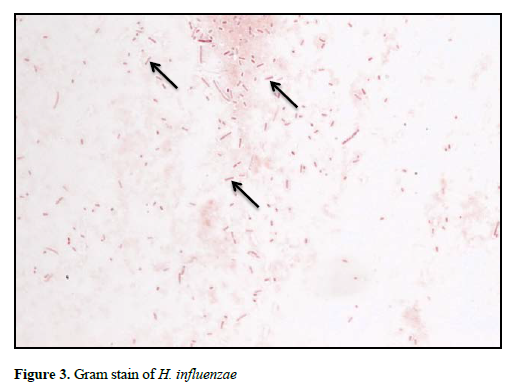 Figure 3. Gram stain of H. influenzae